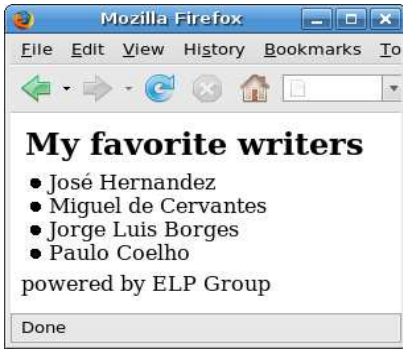 Mozilla Firefox
File Edit View History Bookmarks To
My favorite writers
José Hernandez
Miguel de Cervantes
Jorge Luis Borges
Paulo Coelho
powered by ELP Group
Done